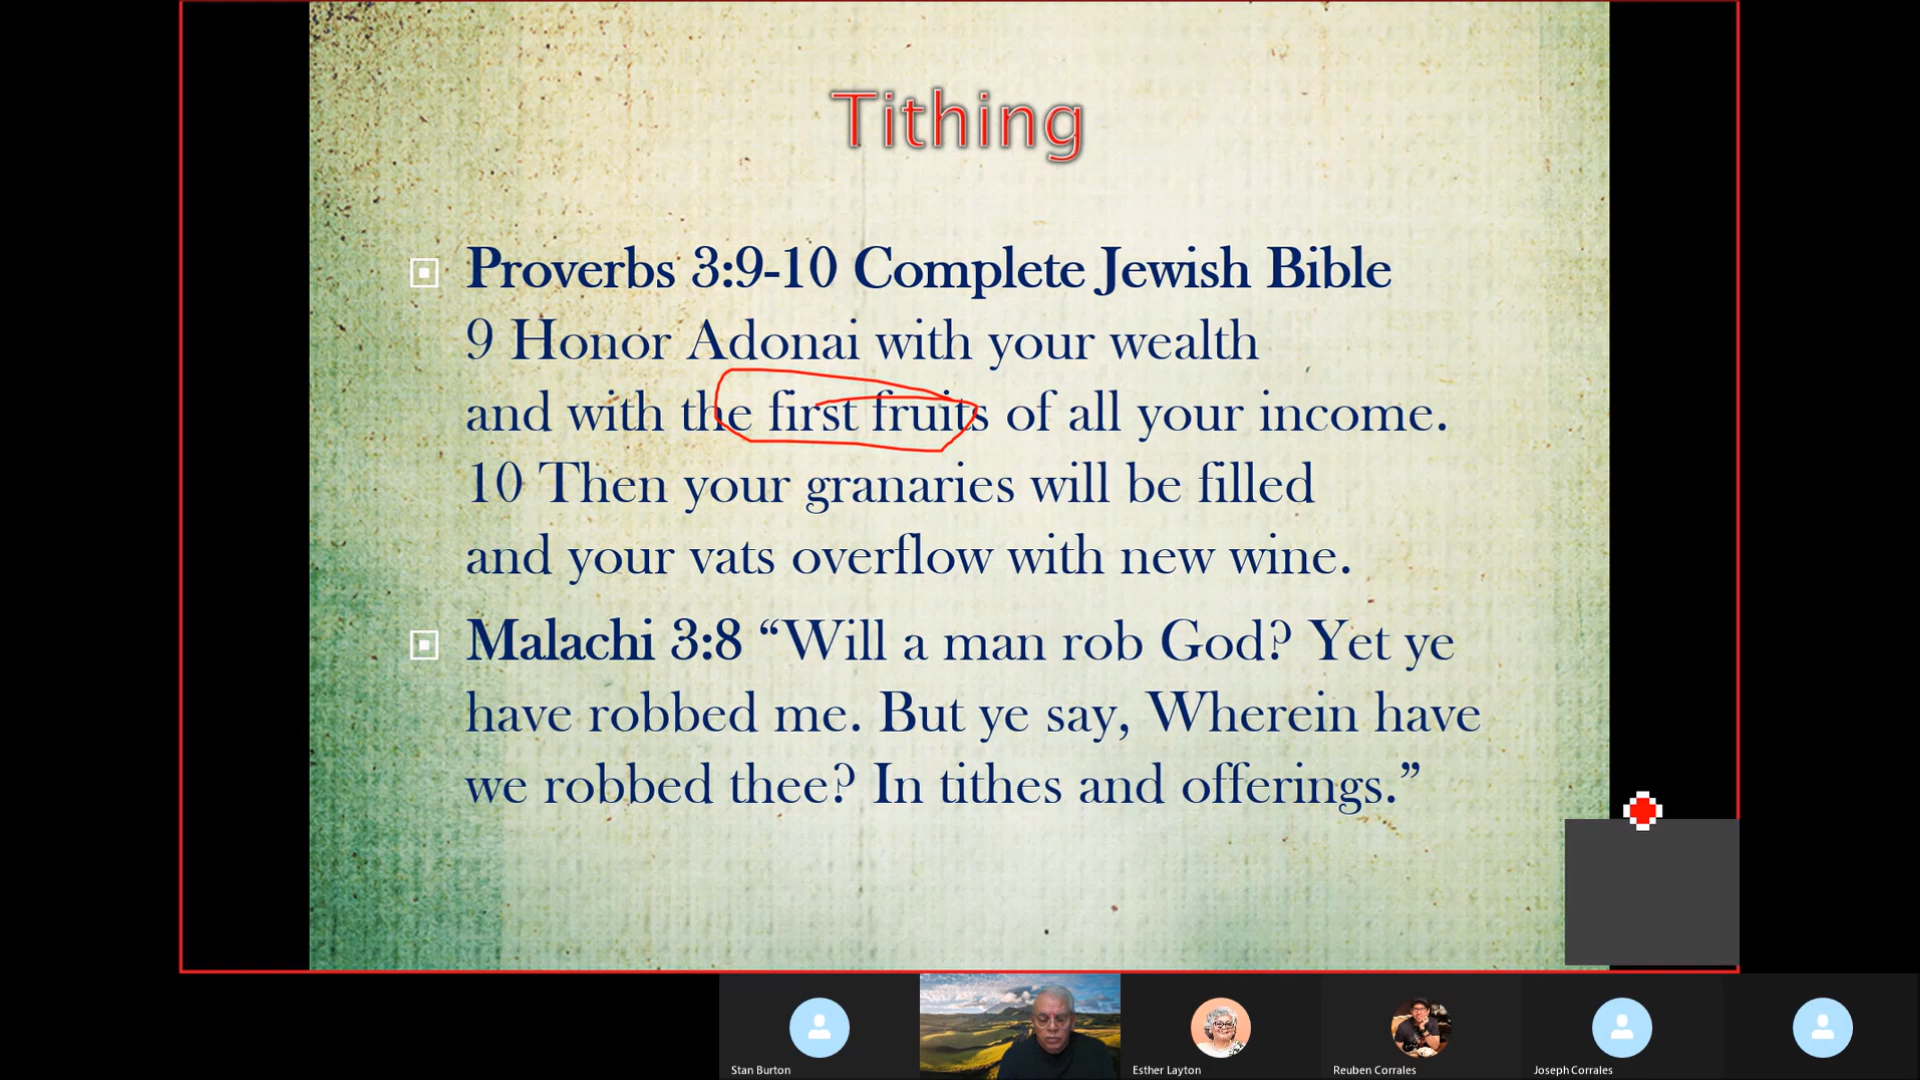 Tithing
Proverbs 3:9-10 Complete Jewish Bible
9 Honor Adonai with your wealth
and with the first fruits of all your income.
10 Then your granaries will be filled
and your vats overflow with new wine.
Malachi 3:8 “Will a man rob God? Yet ye
have robbed me. But ye say, Wherein have
we robbed thee? In tithes and offerings.”
Stan Burton
Esther Layton
Reuben Corrales
Joseph Corrales